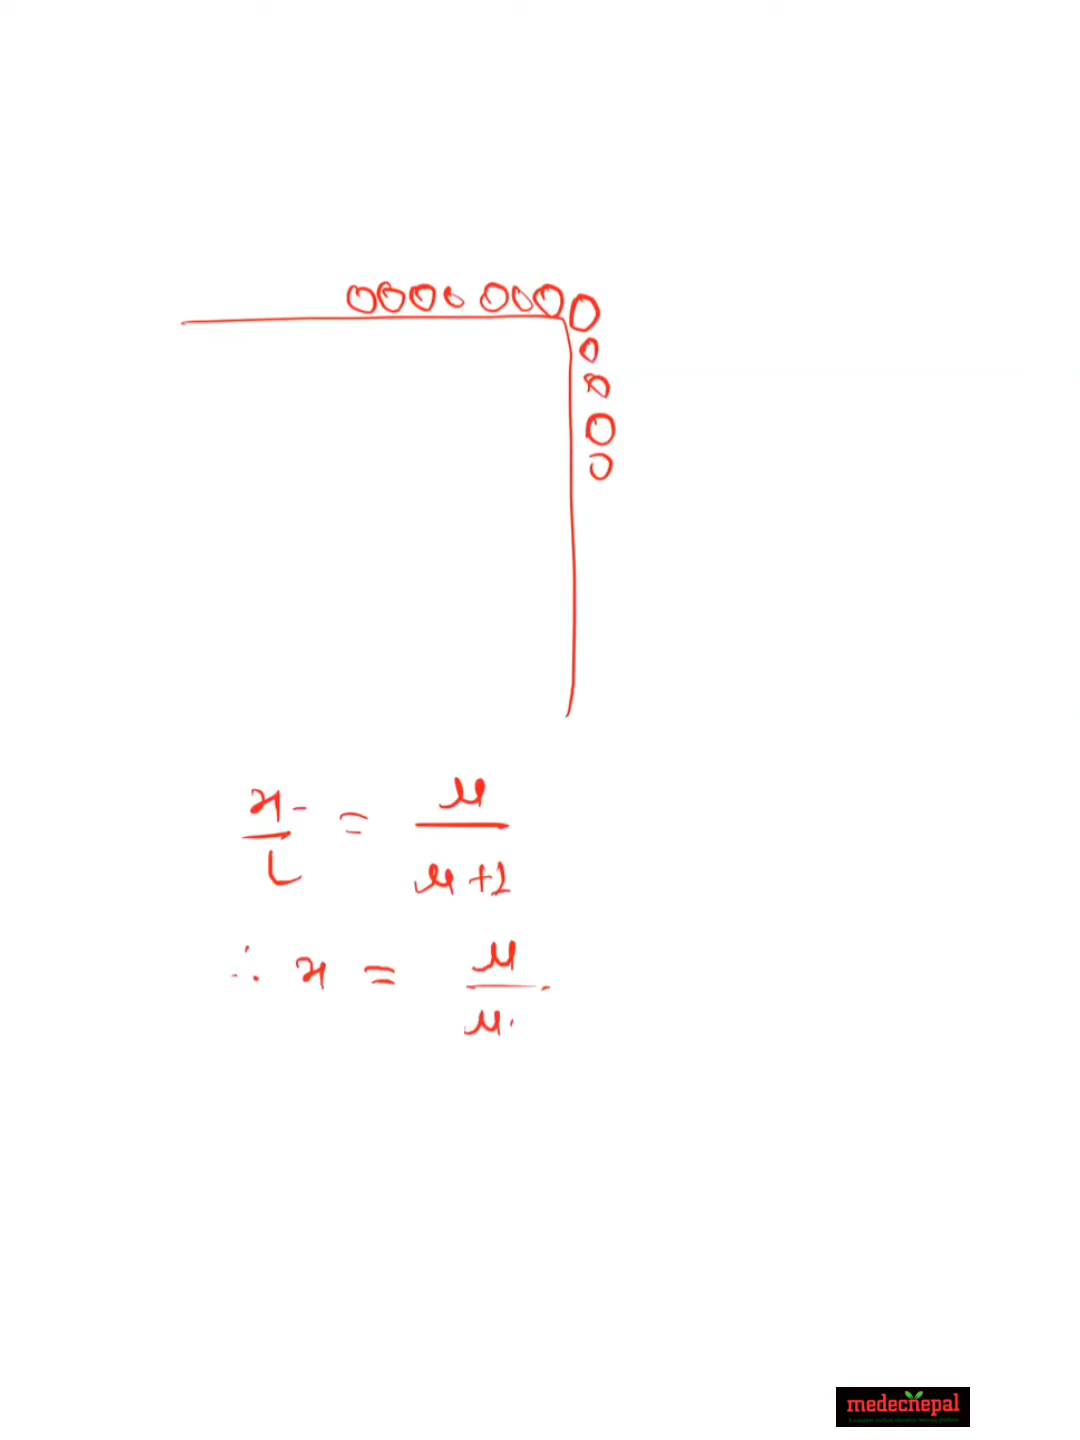 x/L = μ/μ+1
∴ x = μ/μ
medecnepal